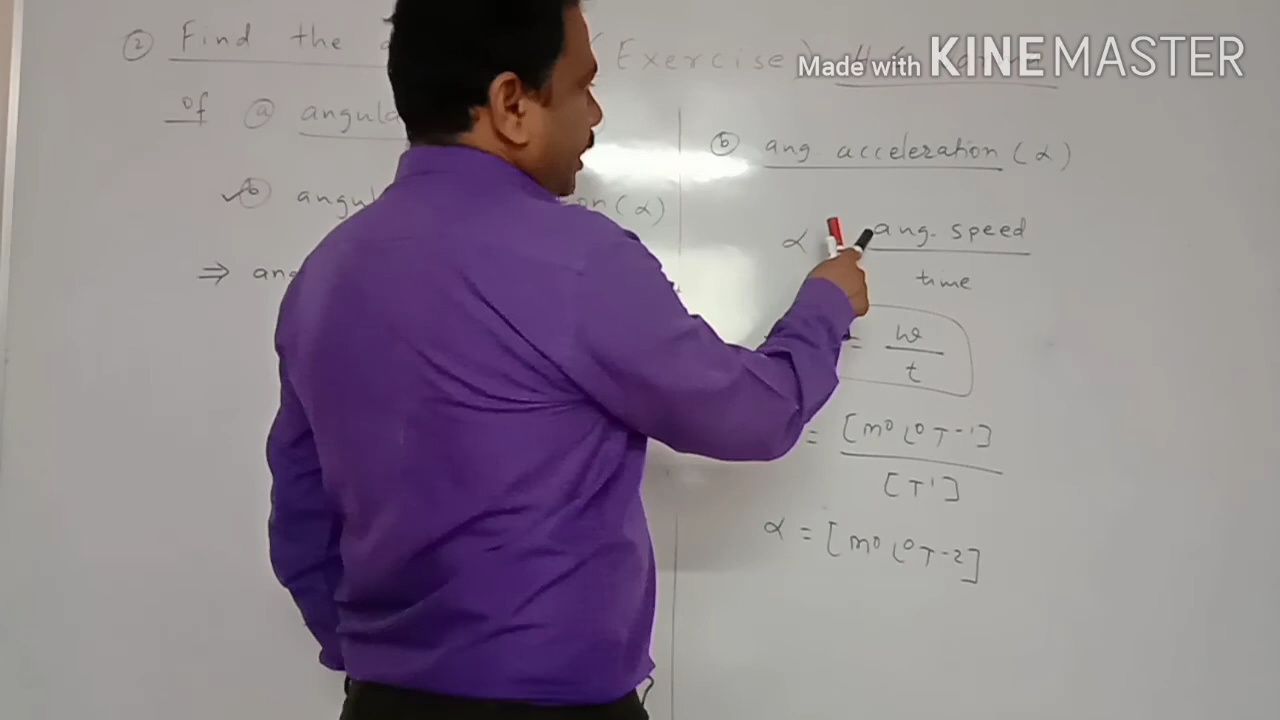 ② Find the (Exercise)
Made with KINEMASTER
of ⓐ angula
ⓑ angu on (α)
⇒ an
ⓑ ang. acceleration (α)
α ang. speed
time
= ω
t
= [M⁰ L⁰ T⁻¹]
[T¹]
α = [M⁰ L⁰ T⁻²]